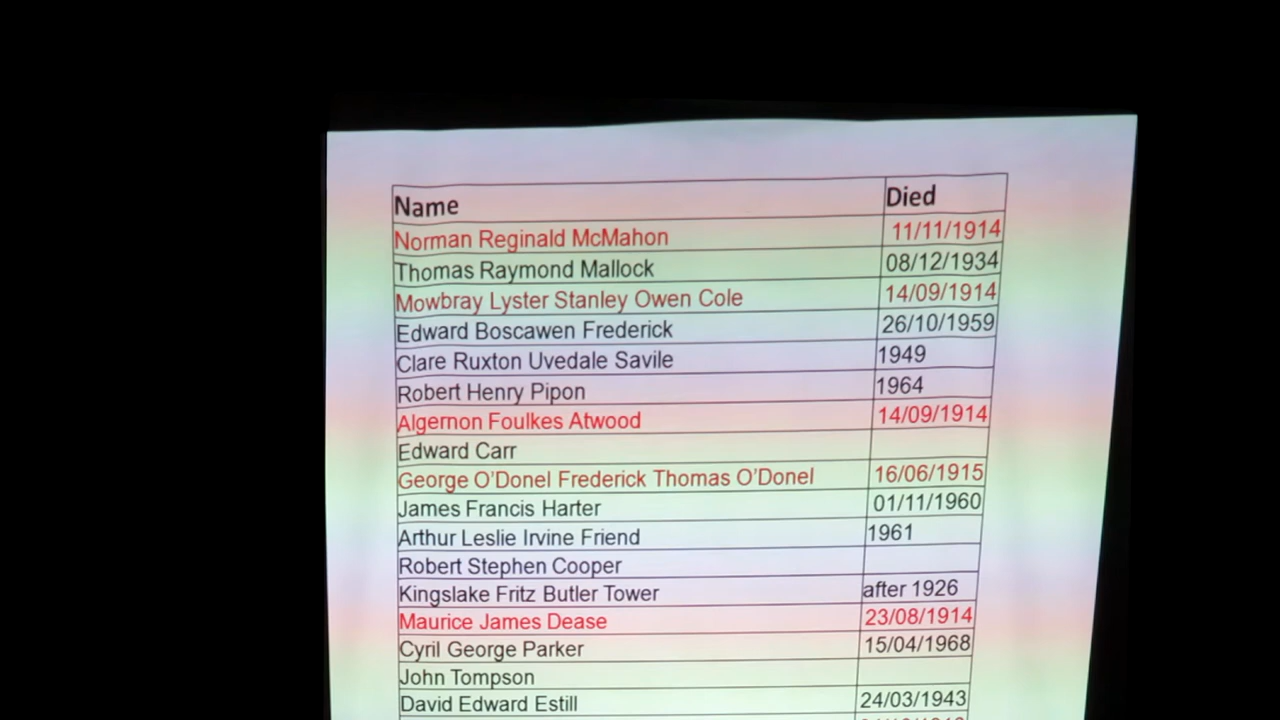 Name Died
Norman Reginald McMahon 11/11/1914
Thomas Raymond Mallock 08/12/1934
Mowbray Lyster Stanley Owen Cole 14/09/1914
Edward Boscawen Frederick 26/10/1959
Clare Ruxton Uvedale Savile 1949
Robert Henry Pipon 1964
Algernon Foulkes Atwood 14/09/1914
Edward Carr
George O'Donel Frederick Thomas O'Donel 16/06/1915
James Francis Harter 01/11/1960
Arthur Leslie Irvine Friend 1961
Robert Stephen Cooper
Kingslake Fritz Butler Tower after 1926
Maurice James Dease 23/08/1914
Cyril George Parker 15/04/1968
John Tompson
David Edward Estill 24/03/1943